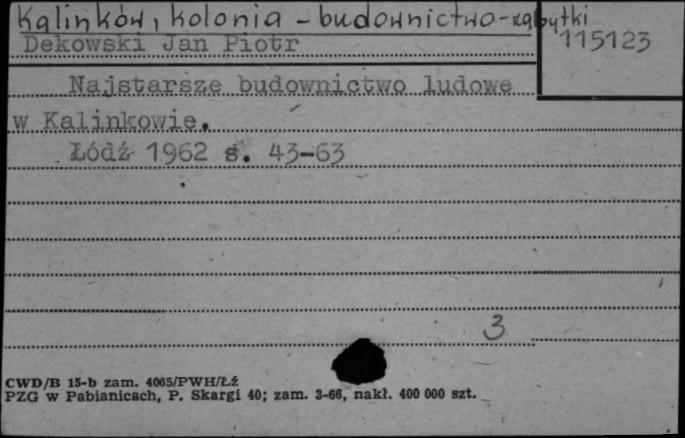 Kalinków, kolonia - budownictwo - zabytki
Dekowski Jan Piotr
115123
Najstarsze budownictwo ludowe
w Kalinkowie.
Łódź 1962 s. 43-63
3
CWD/B 15-b zam. 4065/PWH/Łź
PZG w Pabianicach, P. Skargi 40; zam. 3-66, nakł. 400 000 szt.